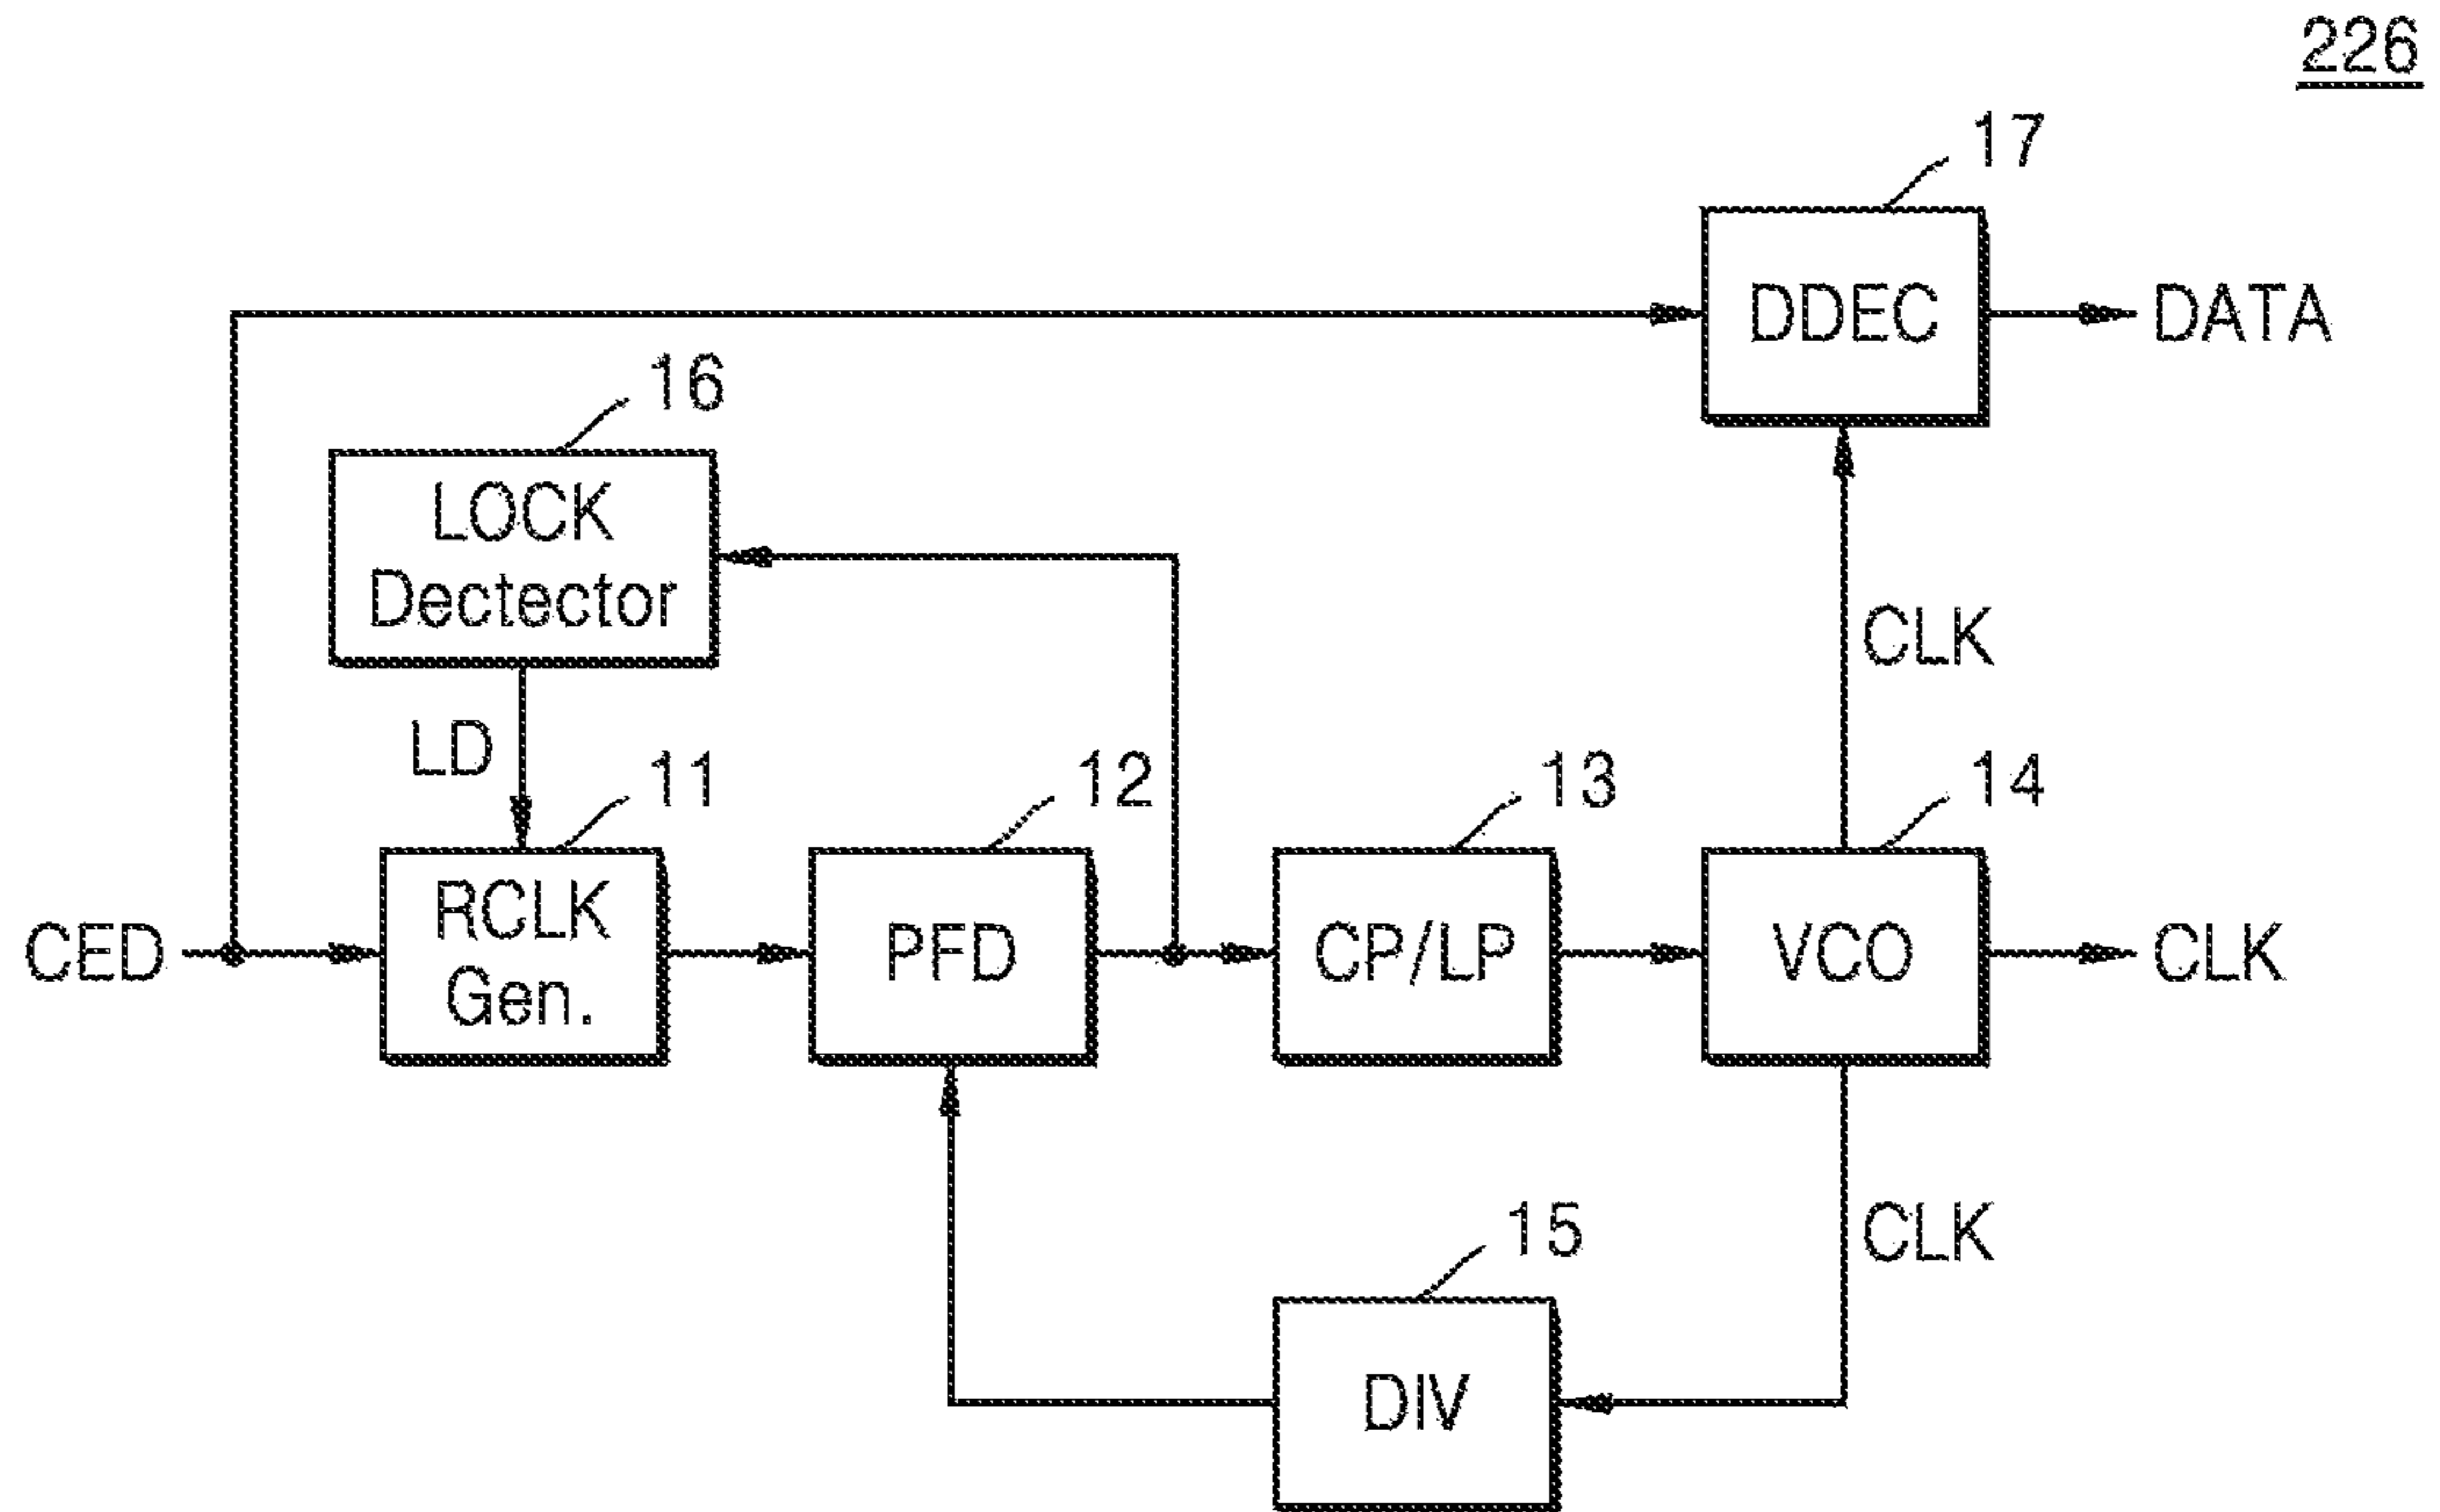 226
17
DDEC
DATA
16
LOCK
Dectector
CLK
LD
11
12
13
14
CED
RCLK
Gen.
PFD
CP/LP
VCO
CLK
15
CLK
DIV